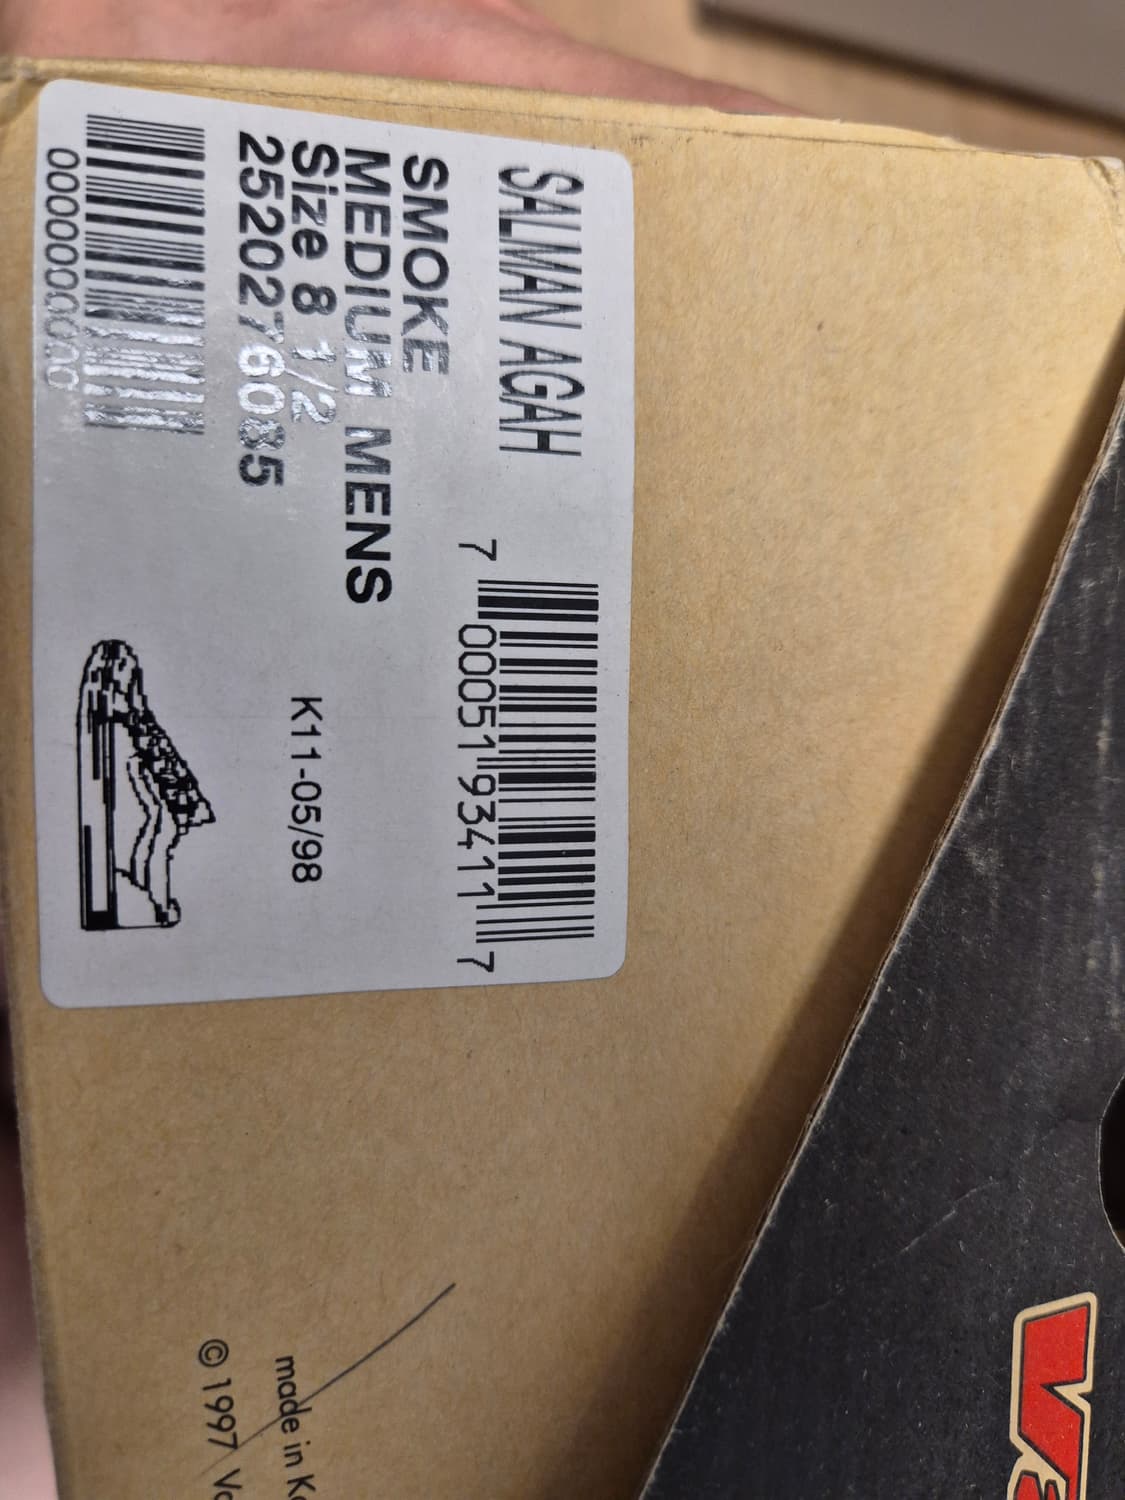 SALMAN AGAH
SMOKE
MEDIUM MENS
Size 8 1/2
2520276085
00000000000
7 00051 93411 7
K11-05/98
made in
© 1997